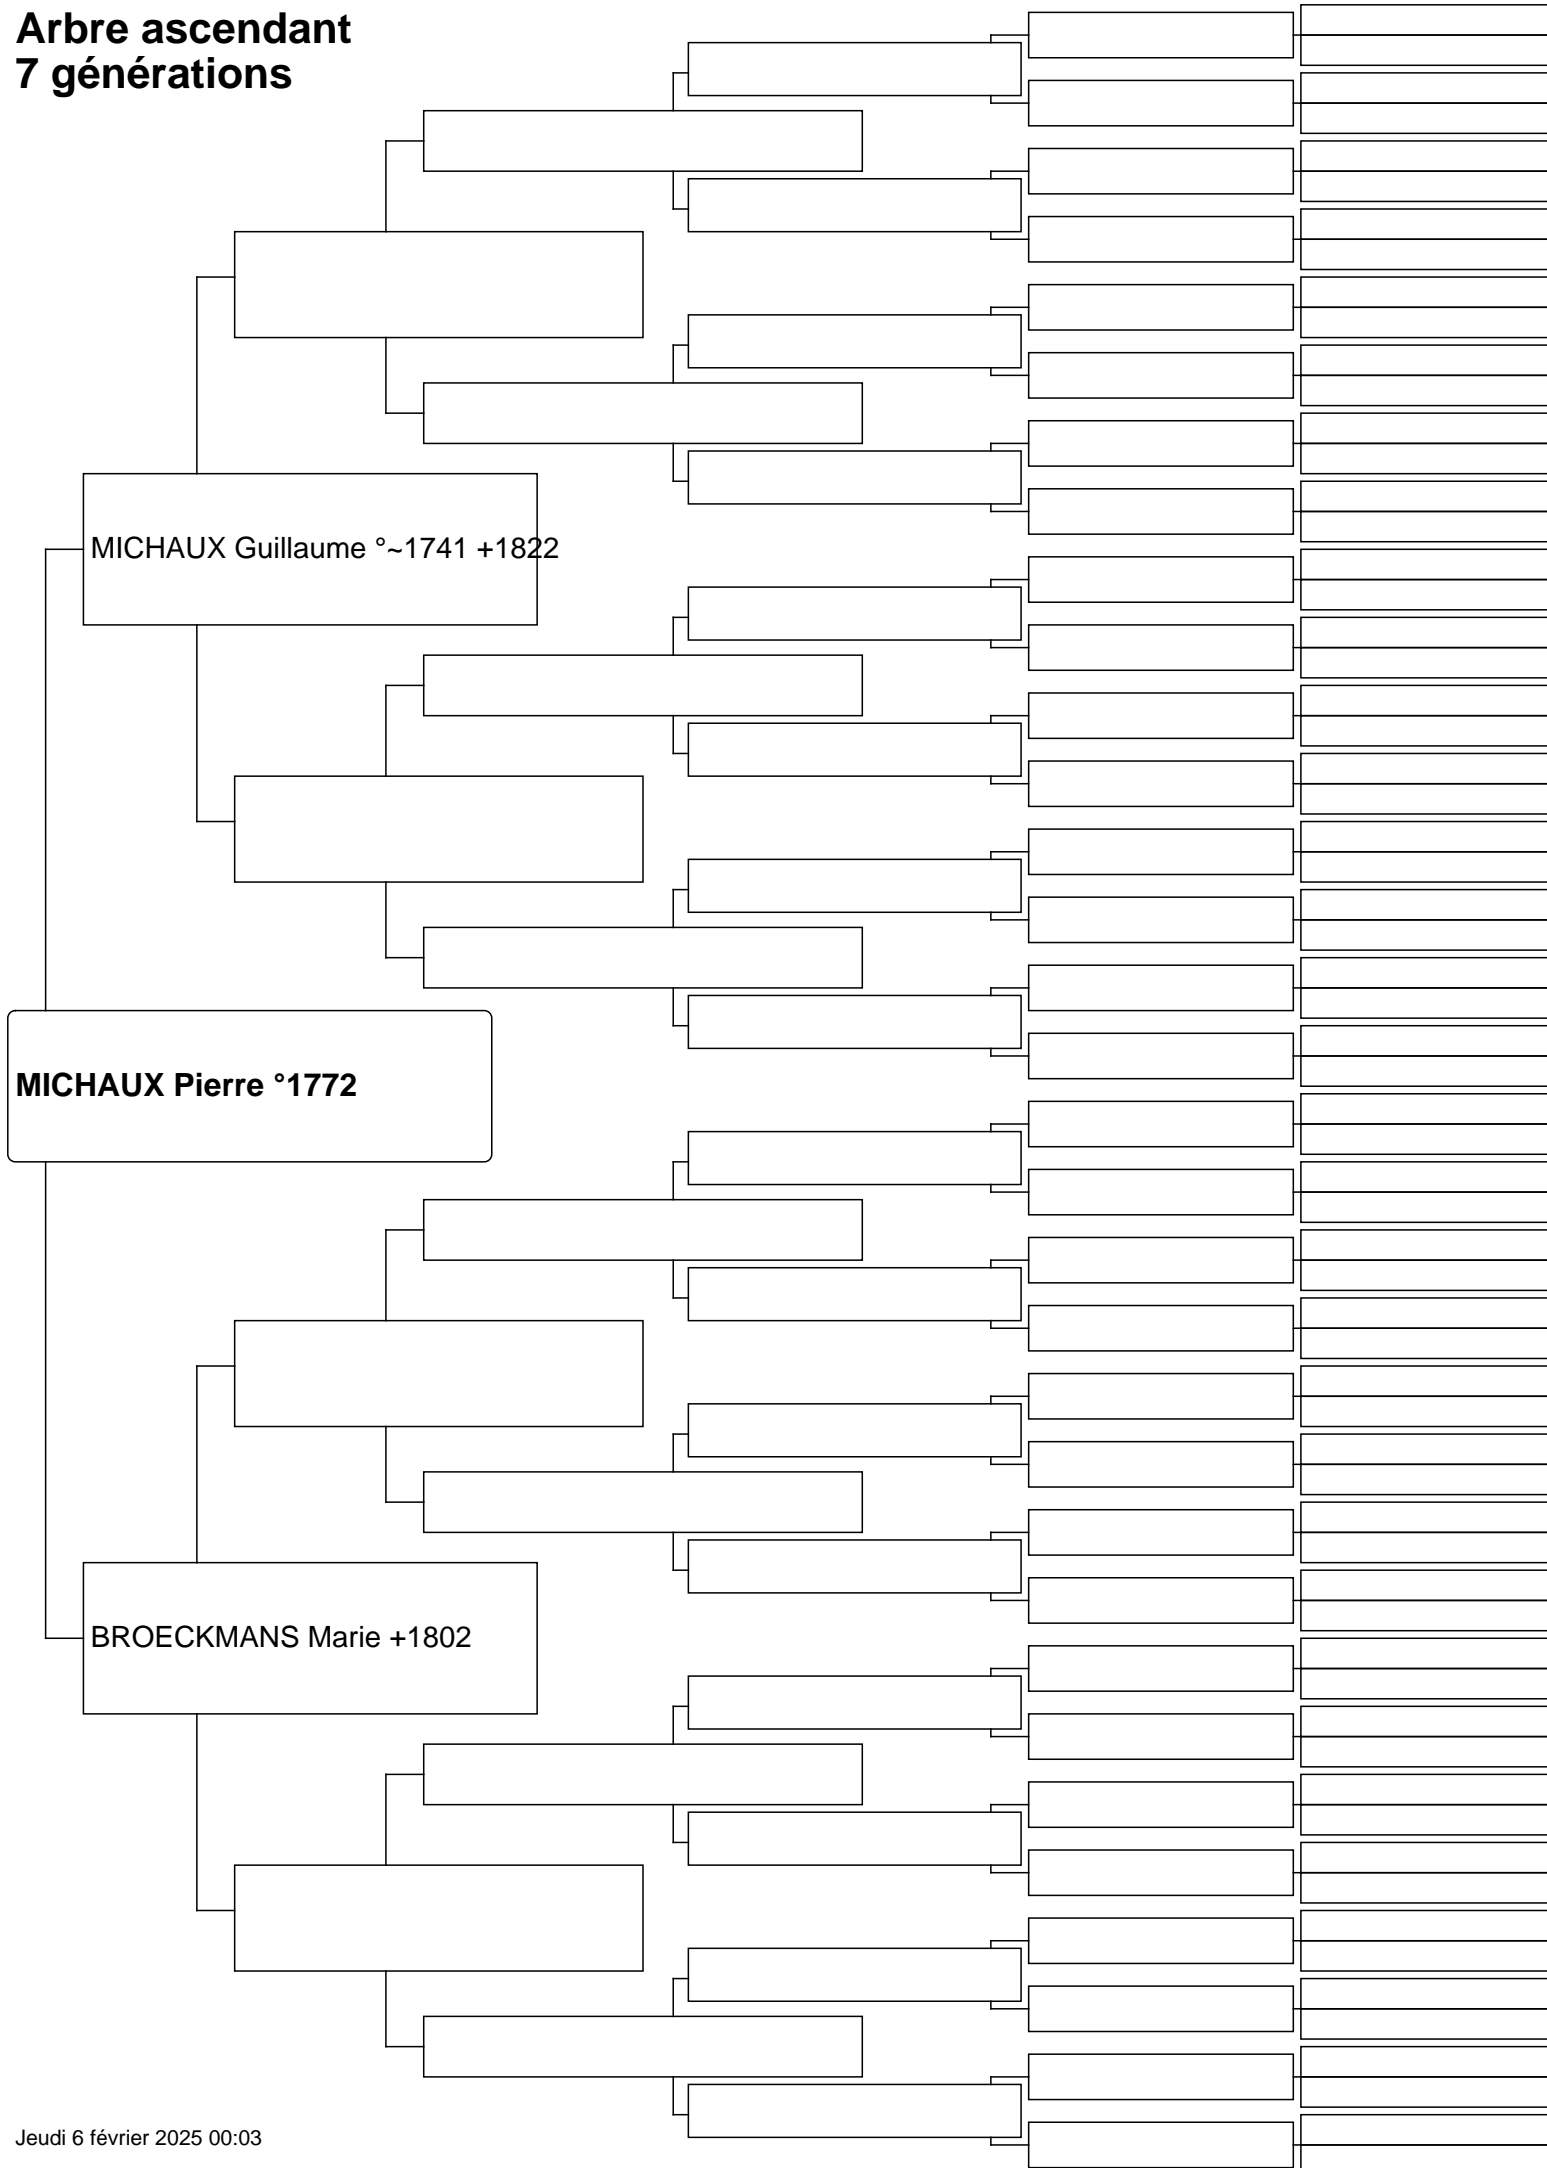 Arbre ascendant
7 générations
MICHAUX Guillaume °~1741 +1822
MICHAUX Pierre °1772
BROECKMANS Marie +1802
Jeudi 6 février 2025 00:03